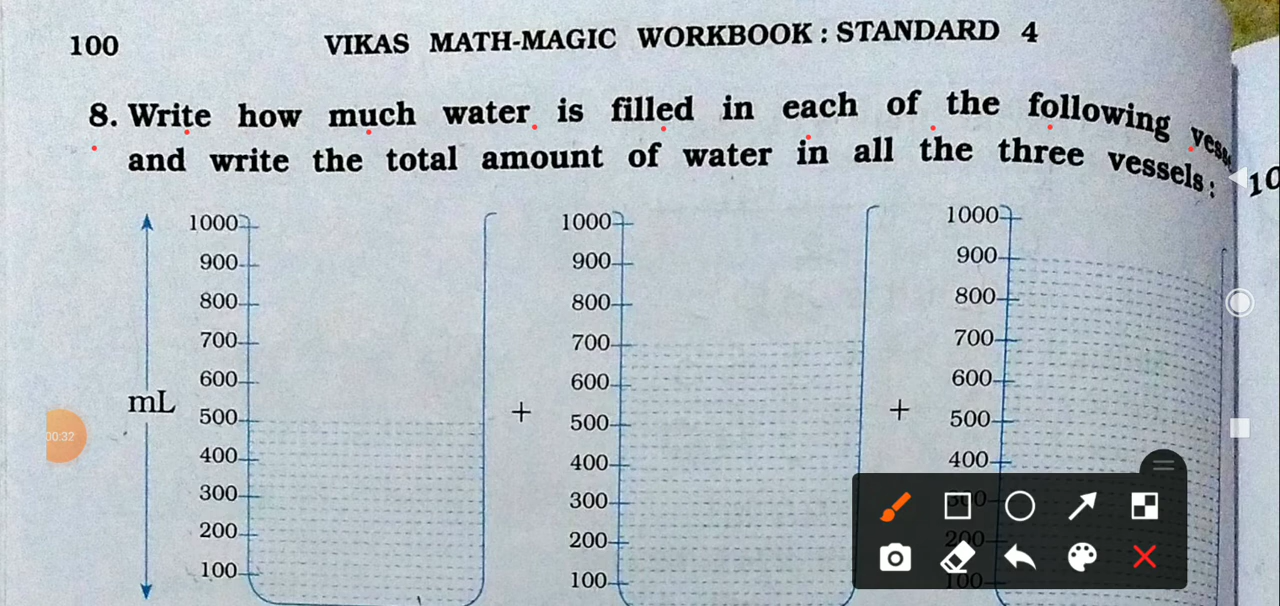 100 VIKAS MATH-MAGIC WORKBOOK : STANDARD 4
8. Write how much water is filled in each of the following
and write the total amount of water in all the three vessels :
10
1000 1000 1000
900 900 900
800 800 800
700 700 700
600 600 600
mL 500 + 500 + 500
400 400 400
300 300 300
200 200 200
100 100 100
00:32